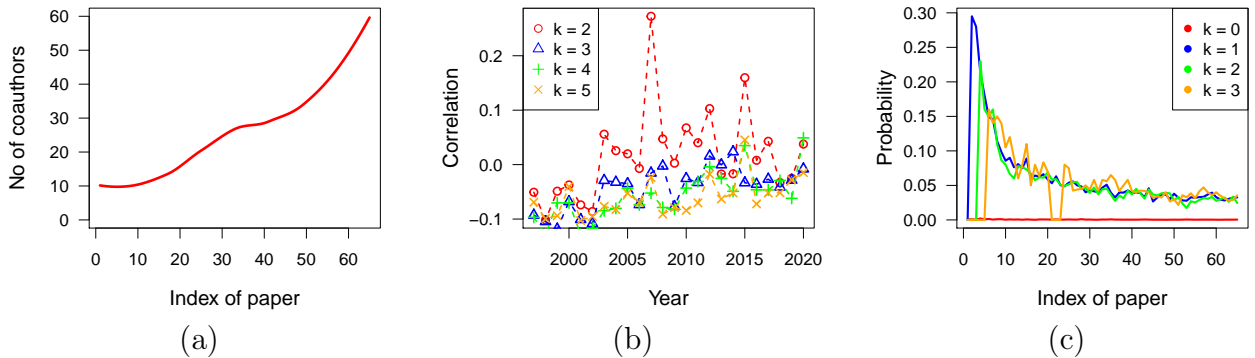 No of coauthors
60
50
40
30
20
10
0
0 10 20 30 40 50 60
Index of paper
(a)
Correlation
0.2
0.1
0.0
−0.1
k = 2
k = 3
k = 4
k = 5
2000 2005 2010 2015 2020
Year
(b)
Probability
0.30
0.25
0.20
0.15
0.10
0.05
0.00
k = 0
k = 1
k = 2
k = 3
0 10 20 30 40 50 60
Index of paper
(c)